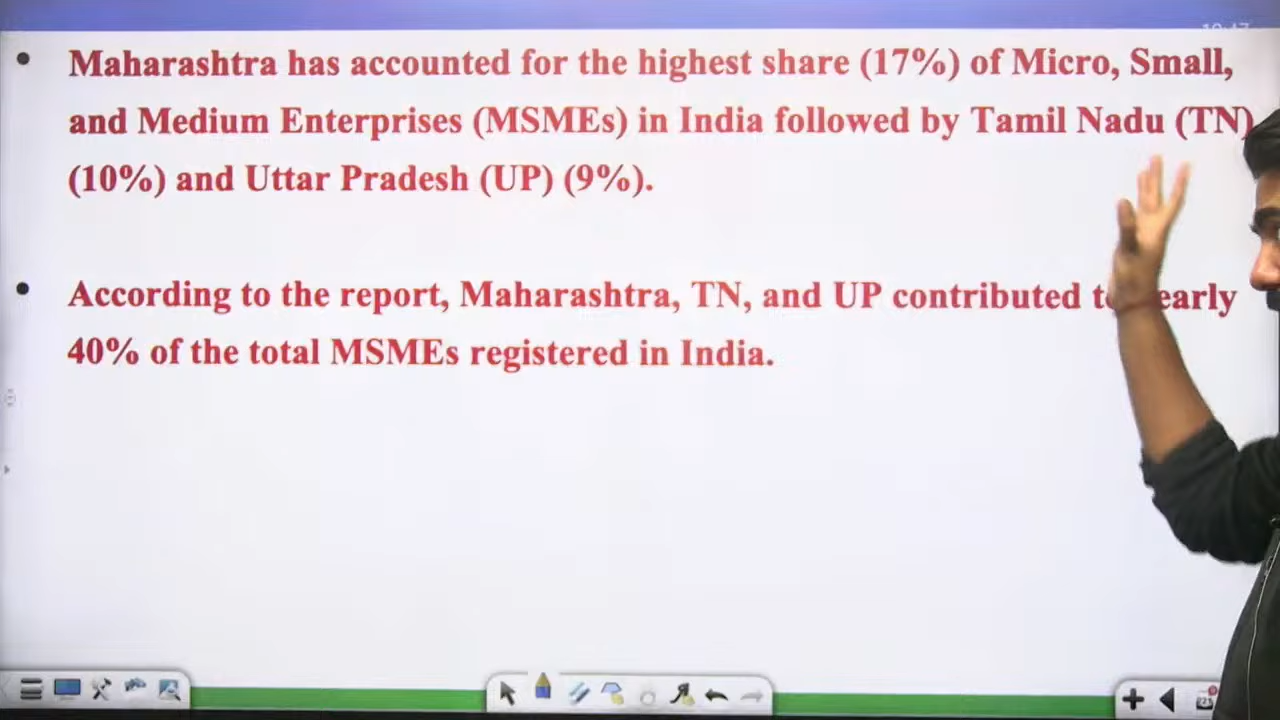 • Maharashtra has accounted for the highest share (17%) of Micro, Small,
and Medium Enterprises (MSMEs) in India followed by Tamil Nadu (TN)
(10%) and Uttar Pradesh (UP) (9%).
• According to the report, Maharashtra, TN, and UP contributed
40% of the total MSMEs registered in India.